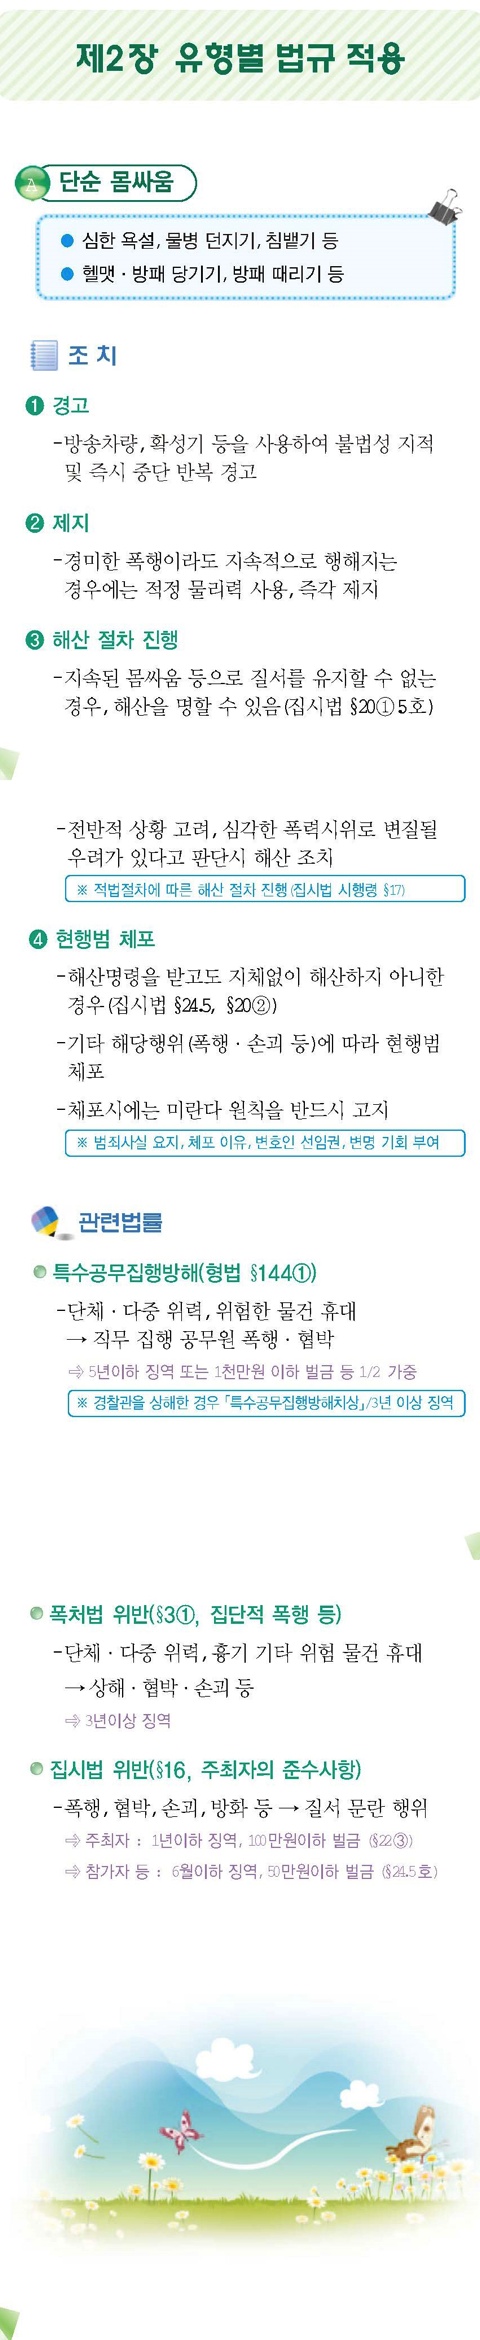 제2장 유형별 법규 적용
A 단순 몸싸움
● 심한 욕설, 물병 던지기, 침뱉기 등
● 헬맷 · 방패 당기기, 방패 때리기 등
조 치
❶ 경고
-방송차량, 확성기 등을 사용하여 불법성 지적
및 즉시 중단 반복 경고
❷ 제지
-경미한 폭행이라도 지속적으로 행해지는
경우에는 적정 물리력 사용, 즉각 제지
❸ 해산 절차 진행
-지속된 몸싸움 등으로 질서를 유지할 수 없는
경우, 해산을 명할 수 있음(집시법 §20①5호)
-전반적 상황 고려, 심각한 폭력시위로 변질될
우려가 있다고 판단시 해산 조치
※ 적법절차에 따른 해산 절차 진행(집시법 시행령 §17)
❹ 현행범 체포
-해산명령을 받고도 지체없이 해산하지 아니한
경우(집시법 §24.5, §20②)
-기타 해당행위(폭행 · 손괴 등)에 따라 현행범
체포
-체포시에는 미란다 원칙을 반드시 고지
※ 범죄사실 요지, 체포 이유, 변호인 선임권, 변명 기회 부여
관련법률
특수공무집행방해(형법 §144①)
-단체 · 다중 위력, 위험한 물건 휴대
→ 직무 집행 공무원 폭행 · 협박
⇨ 5년이하 징역 또는 1천만원 이하 벌금 등 1/2 가중
※ 경찰관을 상해한 경우「특수공무집행방해치상」/3년 이상 징역
폭처법 위반(§3①, 집단적 폭행 등)
-단체 · 다중 위력, 흉기 기타 위험 물건 휴대
→상해 · 협박 · 손괴 등
⇨ 3년이상 징역
집시법 위반(§16, 주최자의 준수사항)
-폭행, 협박, 손괴, 방화 등 → 질서 문란 행위
⇨ 주최자 : 1년이하 징역, 100만원이하 벌금 (§22③)
⇨ 참가자 등 : 6월이하 징역, 50만원이하 벌금 (§24.5호)